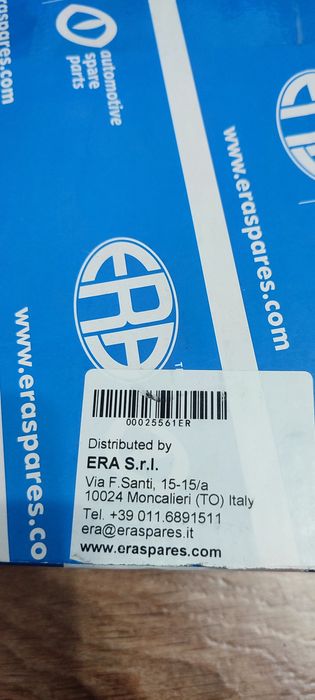 eraspares.com
automotive
spare
parts
www.eraspares.com
ERA
www.eraspares.co
00025561ER
Distributed by
ERA S.r.l.
Via F.Santi, 15-15/a
10024 Moncalieri (TO) Italy
Tel. +39 011.6891511
era@eraspares.it
www.eraspares.com